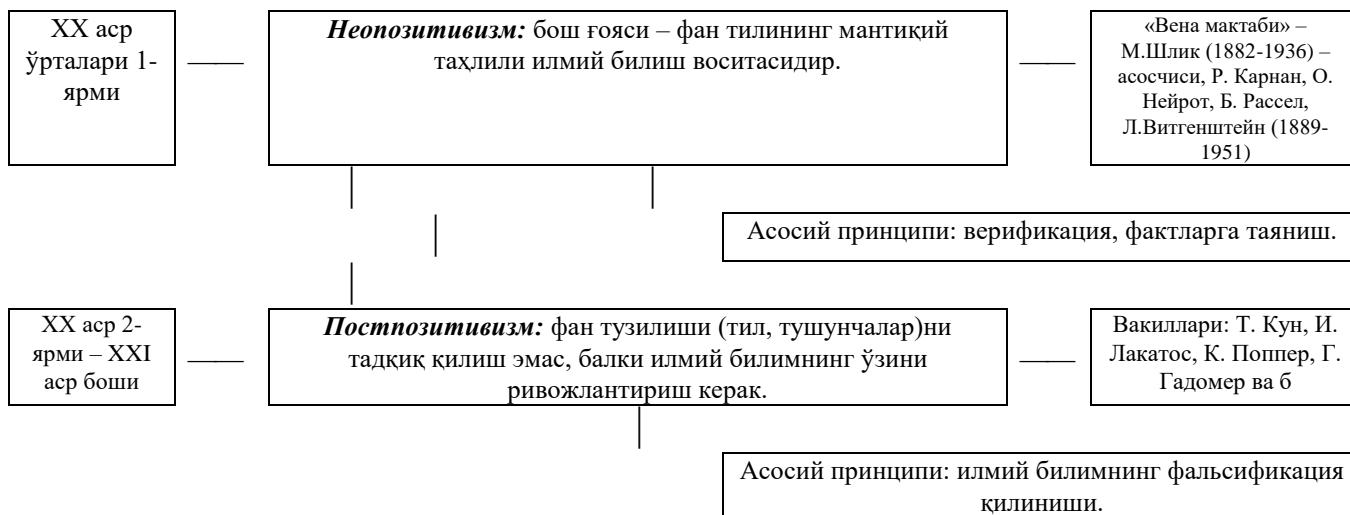 XX аср
ўрталари 1-
ярми
Неопозитивизм: бош ғояси – фан тилининг мантиқий
таҳлили илмий билиш воситасидир.
«Вена мактаби» –
М.Шлик (1882-1936) –
асосчиси, Р. Карнан, О.
Нейрот, Б. Рассел,
Л.Витгенштейн (1889-
1951)
Асосий принципи: верификация, фактларга таяниш.
XX аср 2-
ярми – XXI
аср боши
Постпозитивизм: фан тузилиши (тил, тушунчалар)ни
тадқиқ қилиш эмас, балки илмий билимнинг ўзини
ривожлантириш керак.
Вакиллари: Т. Кун, И.
Лакатос, К. Поппер, Г.
Гадомер ва б
Асосий принципи: илмий билимнинг фальсификация
қилиниши.